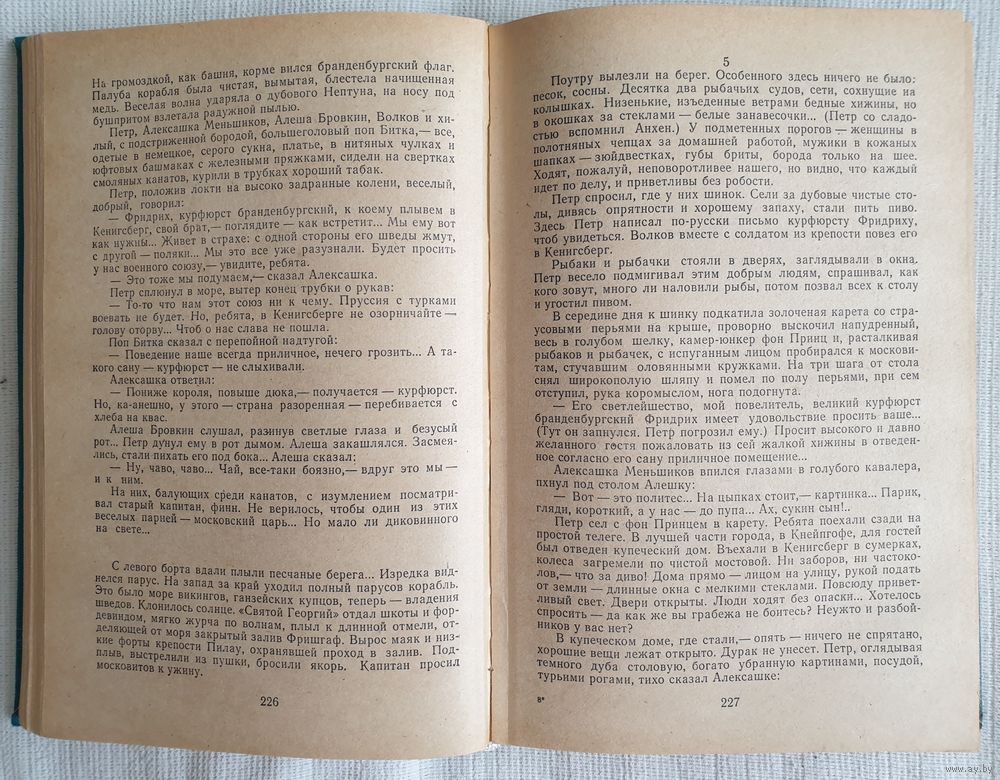 На громоздкой, как башня, корме вился бранденбургский флаг.
Палуба корабля была чистая, вымытая, блестела начищенная
медь. Веселая волна ударяла о дубового Нептуна, на носу под
бушпритом взлетала радужной пылью.
Петр, Алексашка Меньшиков, Алеша Бровкин, Волков и хи-
лый, с подстриженной бородой, большеголовый поп Битка,— все,
одетые в немецкое, серого сукна, платье, в нитяных чулках и
юфтовых башмаках с железными пряжками, сидели на свертках
смоляных канатов, курили в трубках хороший табак.
Петр, положив локти на высоко задранные колени, веселый,
добрый, говорил:
— Фридрих, курфюрст бранденбургский, к коему плывем в
Кенигсберг, свой брат,— поглядите — как встретит... Мы ему вот
как нужны... Живет в страхе: с одной стороны его шведы жмут,
с другой — поляки... Мы это все уже разузнали. Будет просить
у нас военного союзу,— увидите, ребята.
— Это тоже мы подумаем,— сказал Алексашка.
Петр сплюнул в море, вытер конец трубки о рукав:
— То-то что нам этот союз ни к чему. Пруссия с турками
воевать не будет. Но, ребята, в Кенигсберге не озорничайте —
голову оторву... Чтоб о нас слава не пошла.
Поп Битка сказал с перепойной надтугой:
— Поведение наше всегда приличное, нечего грозить... А та-
кого сану — курфюрст — не слыхивали.
Алексашка ответил:
— Пониже короля, повыше дюка,— получается — курфюрст.
Но, ка-анешно, у этого — страна разоренная — перебивается с
хлеба на квас.
Алеша Бровкин слушал, разинув светлые глаза и безусый
рот... Петр дунул ему в рот дымом. Алеша закашлялся. Засмея-
лись, стали пихать его под бока... Алеша сказал:
— Ну, чаво, чаво... Чай, все-таки боязно,— вдруг это мы —
и к ним.
На них, балующих среди канатов, с изумлением посматри-
вал старый капитан, финн. Не верилось, чтобы один из этих
веселых парней — московский царь... Но мало ли диковинного
на свете...
С левого борта вдали плыли песчаные берега... Изредка вид-
нелся парус. На запад за край уходил полный парусов корабль.
Это было море викингов, ганзейских купцов, теперь — владения
шведов. Клонилось солнце. «Святой Георгий» отдал шкоты и фор-
девиндом, мягко журча по волнам, плыл к длинной отмели, от-
деляющей от моря закрытый залив Фришгаф. Вырос маяк и низ-
кие форты крепости Пилау, охранявшей проход в залив. Под-
плыв, выстрелили из пушки, бросили якорь. Капитан просил
московитов к ужину.
226
5
Поутру вылезли на берег. Особенного здесь ничего не было:
песок, сосны. Десятка два рыбачьих судов, сети, сохнущие на
колышках. Низенькие, изъеденные ветрами бедные хижины, но
в окошках за стеклами — белые занавесочки... (Петр со сладо-
стью вспомнил Анхен.) У подметенных порогов — женщины в
полотняных чепцах за домашней работой, мужики в кожаных
шапках — зюйдвестках, губы бриты, борода только на шее.
Ходят, пожалуй, неповоротливее нашего, но видно, что каждый
идет по делу, и приветливы без робости.
Петр спросил, где у них шинок. Сели за дубовые чистые сто-
лы, дивясь опрятности и хорошему запаху, стали пить пиво.
Здесь Петр написал по-русски письмо курфюрсту Фридриху,
чтоб увидеться. Волков вместе с солдатом из крепости повез его
в Кенигсберг.
Рыбаки и рыбачки стояли в дверях, заглядывали в окна.
Петр весело подмигивал этим добрым людям, спрашивал, как
кого зовут, много ли наловили рыбы, потом позвал всех к столу
и угостил пивом.
В середине дня к шинку подкатила золоченая карета со стра-
усовыми перьями на крыше, проворно выскочил напудренный,
весь в голубом шелку, камер-юнкер фон Принц и, расталкивая
рыбаков и рыбачек, с испуганным лицом пробирался к москови-
там, стучавшим оловянными кружками. На три шага от стола
снял широкополую шляпу и помел по полу перьями, при сем
отступил, рука коромыслом, нога подогнута.
— Его светлейшество, мой повелитель, великий курфюрст
бранденбургский Фридрих имеет удовольствие просить ваше...
(Тут он запнулся. Петр погрозил ему.) Просит высокого и давно
желанного гостя пожаловать из сей жалкой хижины в отведен-
ное согласно его сану приличное помещение...
Алексашка Меньшиков впился глазами в голубого кавалера,
пхнул под столом Алешку:
— Вот — это политес... На цыпках стоит,— картинка... Парик,
гляди, короткий, а у нас — до пупа... Ах, сукин сын!..
Петр сел с фон Принцем в карету. Ребята поехали сзади на
простой телеге. В лучшей части города, в Кнейпгофе, для гостей
был отведен купеческий дом. Въехали в Кенигсберг в сумерках,
колеса загремели по чистой мостовой. Ни заборов, ни частоко-
лов,— что за диво! Дома прямо — лицом на улицу, рукой подать
от земли — длинные окна с мелкими стеклами. Повсюду привет-
ливый свет. Двери открыты. Люди ходят без опаски... Хотелось
спросить — да как же вы грабежа не боитесь? Неужто и разбой-
ников у вас нет?
В купеческом доме, где стали,— опять — ничего не спрятано,
хорошие вещи лежат открыто. Дурак не унесет. Петр, оглядывая
темного дуба столовую, богато убранную картинами, посудой,
турьими рогами, тихо сказал Алексашке:
8*
227
www.ay.by